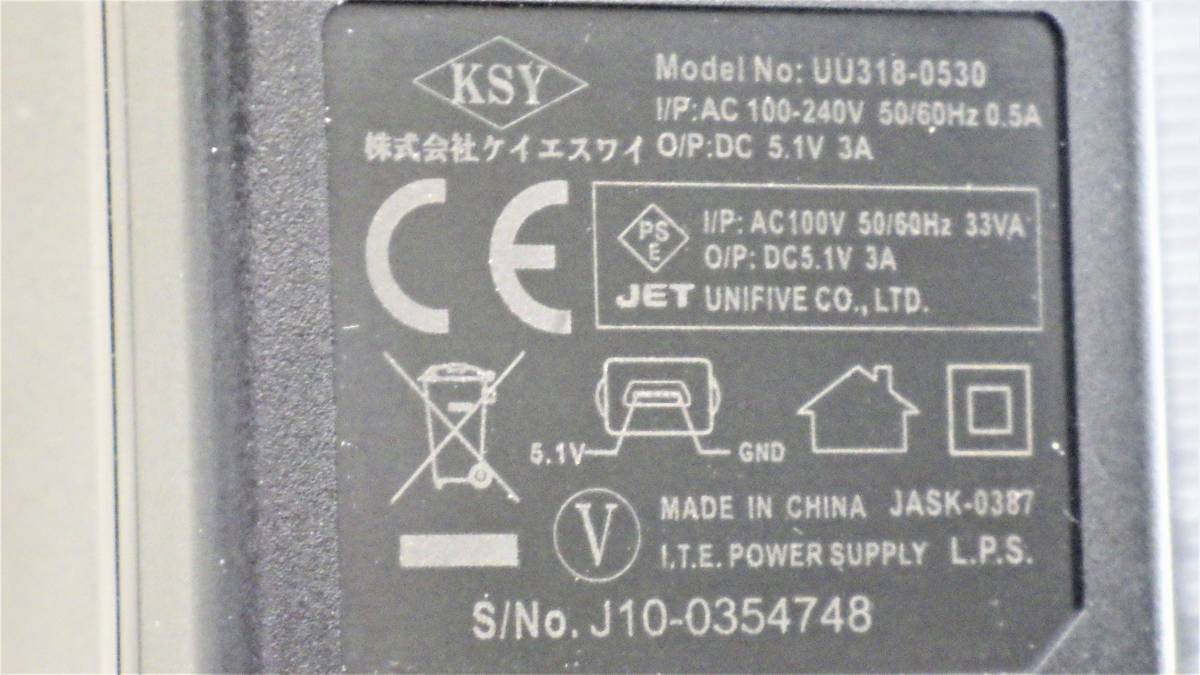 KSY
株式会社ケイエスワイ
Model No: UU318-0530
I/P: AC 100-240V 50/60Hz 0.5A
O/P:DC 5.1V 3A
CE
PS
E
I/P: AC100V 50/60Hz 33VA
O/P: DC5.1V 3A
JET UNIFIVE CO., LTD.
5.1V
GND
V
MADE IN CHINA JASK-0387
I.T.E. POWER SUPPLY L.P.S.
S/No. J10-0354748